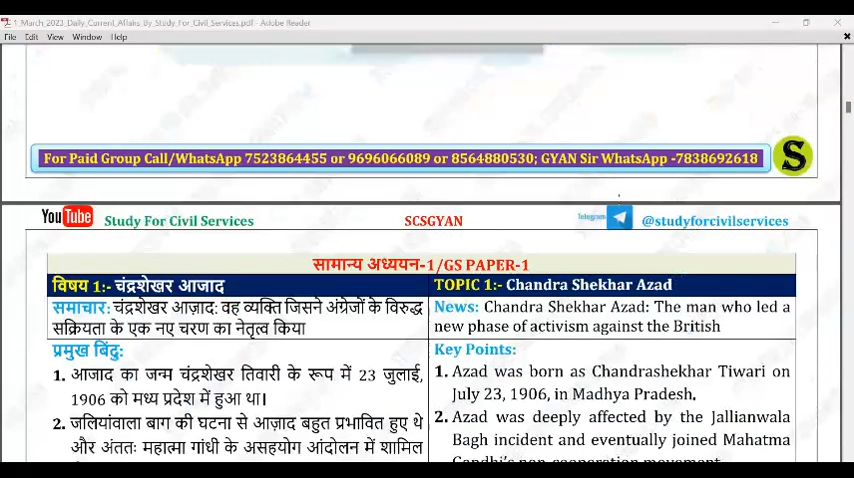 1_March_2023_Daily_Current_Affairs_By_Study_For_Civil_Services.pdf - Adobe Reader
File Edit View Window Help
For Paid Group Call/WhatsApp 7523864455 or 9696066089 or 8564880530; GYAN Sir WhatsApp -7838692618
S
YouTube Study For Civil Services SCSGYAN Telegram @studyforcivilservices
सामान्य अध्ययन-1/GS PAPER-1
विषय 1:- चंद्रशेखर आजाद
समाचार: चंद्रशेखर आज़ाद: वह व्यक्ति जिसने अंग्रेजों के विरुद्ध
सक्रियता के एक नए चरण का नेतृत्व किया
प्रमुख बिंदु:
1. आजाद का जन्म चंद्रशेखर तिवारी के रूप में 23 जुलाई,
1906 को मध्य प्रदेश में हुआ था।
2. जलियांवाला बाग की घटना से आज़ाद बहुत प्रभावित हुए थे
और अंततः महात्मा गांधी के असहयोग आंदोलन में शामिल
TOPIC 1:- Chandra Shekhar Azad
News: Chandra Shekhar Azad: The man who led a
new phase of activism against the British
Key Points:
1. Azad was born as Chandrashekhar Tiwari on
July 23, 1906, in Madhya Pradesh.
2. Azad was deeply affected by the Jallianwala
Bagh incident and eventually joined Mahatma
Gandhi's non-cooperation movement